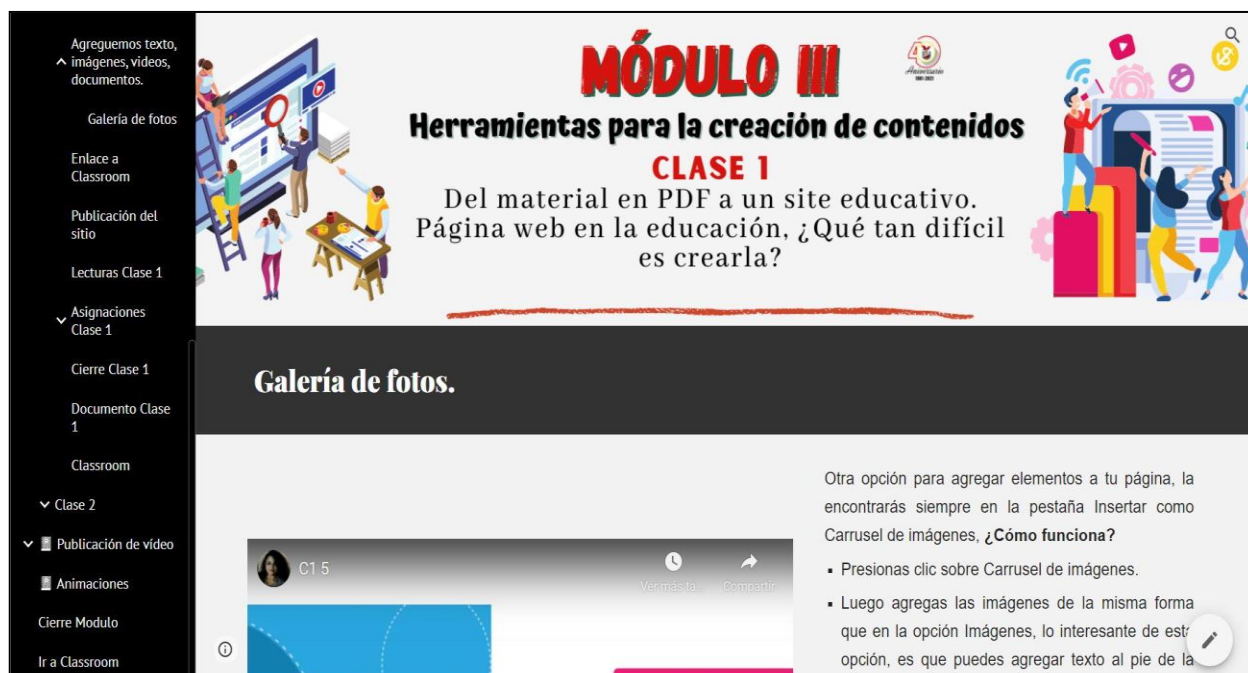 Agreguemos texto,
imágenes, videos,
documentos.
Galería de fotos
Enlace a
Classroom
Publicación del
sitio
Lecturas Clase 1
Asignaciones
Clase 1
Cierre Clase 1
Documento Clase
1
Classroom
Clase 2
Publicación de vídeo
Animaciones
Cierre Modulo
Ir a Classroom
MÓDULO III
40
Aniversario
Herramientas para la creación de contenidos
CLASE 1
Del material en PDF a un site educativo.
Página web en la educación, ¿Qué tan difícil
es crearla?
Galería de fotos.
C1 5
Ver más ta...
Compartir
Otra opción para agregar elementos a tu página, la
encontrarás siempre en la pestaña Insertar como
Carrusel de imágenes, ¿Cómo funciona?
▪ Presionas clic sobre Carrusel de imágenes.
▪ Luego agregas las imágenes de la misma forma
que en la opción Imágenes, lo interesante de esta
opción, es que puedes agregar texto al pie de la